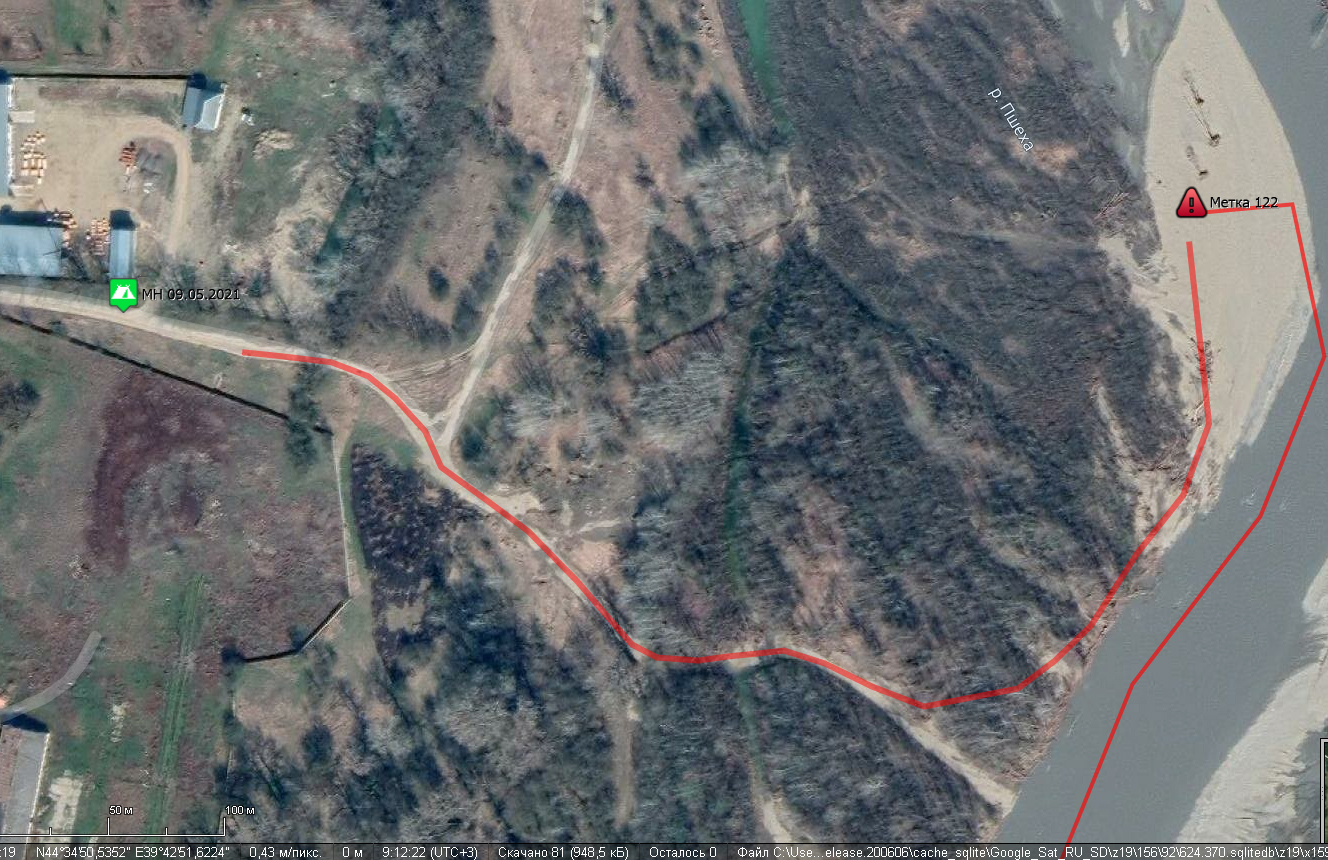 р. Пшеха
Метка 122
МН 09.05.2021
50 м
100 м
z19 N44°34'50,5352" E39°42'51,6224" 0,43 м/пикс. 0 м 9:12:22 (UTC+3) Скачано 81 (948,5 кБ) Осталось 0 Файл C:\Use...elease.200606\cache_sqlite\Google_Sat_RU_SD\z19\156\92\624.370.sqlitedb\z19\x159